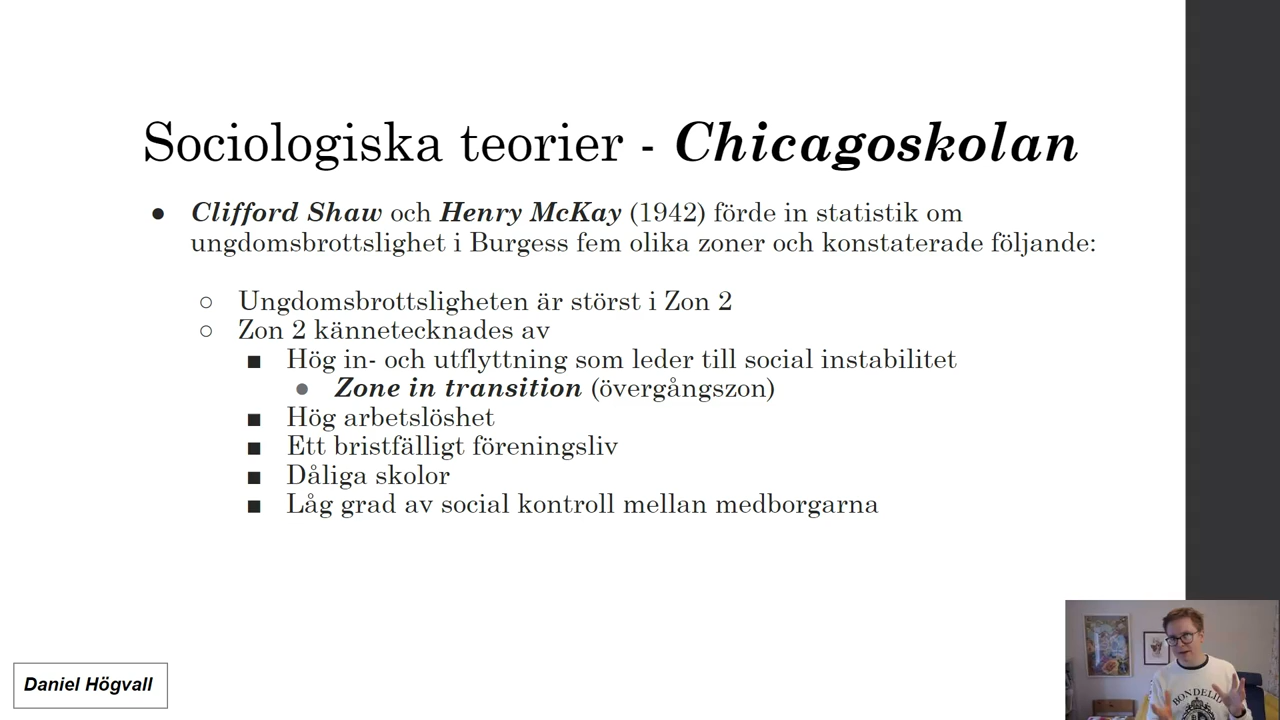 Sociologiska teorier - Chicagoskolan
● Clifford Shaw och Henry McKay (1942) förde in statistik om
ungdomsbrottslighet i Burgess fem olika zoner och konstaterade följande:
○ Ungdomsbrottsligheten är störst i Zon 2
○ Zon 2 kännetecknades av
■ Hög in- och utflyttning som leder till social instabilitet
● Zone in transition (övergångszon)
■ Hög arbetslöshet
■ Ett bristfälligt föreningsliv
■ Dåliga skolor
■ Låg grad av social kontroll mellan medborgarna
Daniel Högvall